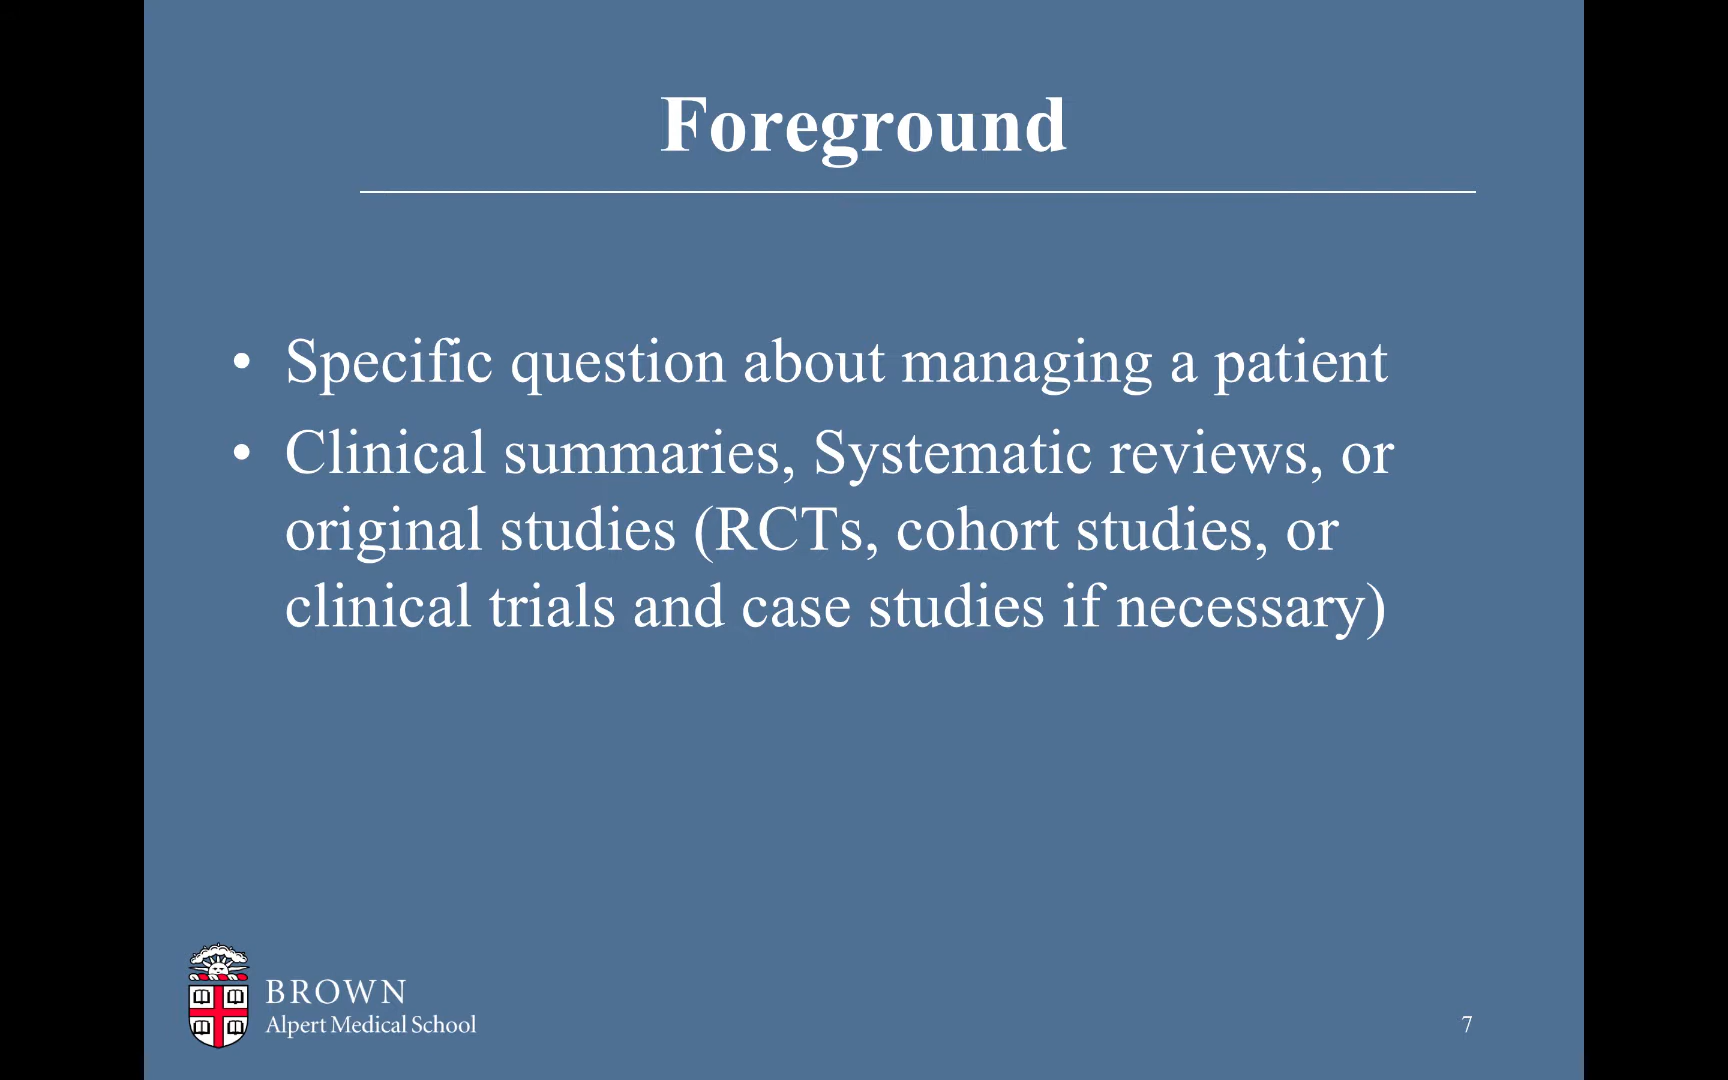 Foreground
• Specific question about managing a patient
• Clinical summaries, Systematic reviews, or
original studies (RCTs, cohort studies, or
clinical trials and case studies if necessary)
BROWN
Alpert Medical School
7